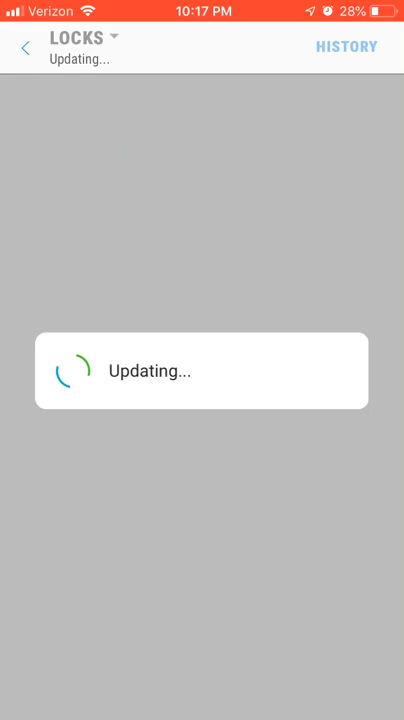 Verizon 10:17 PM 28%
LOCKS
HISTORY
Updating...
Updating...